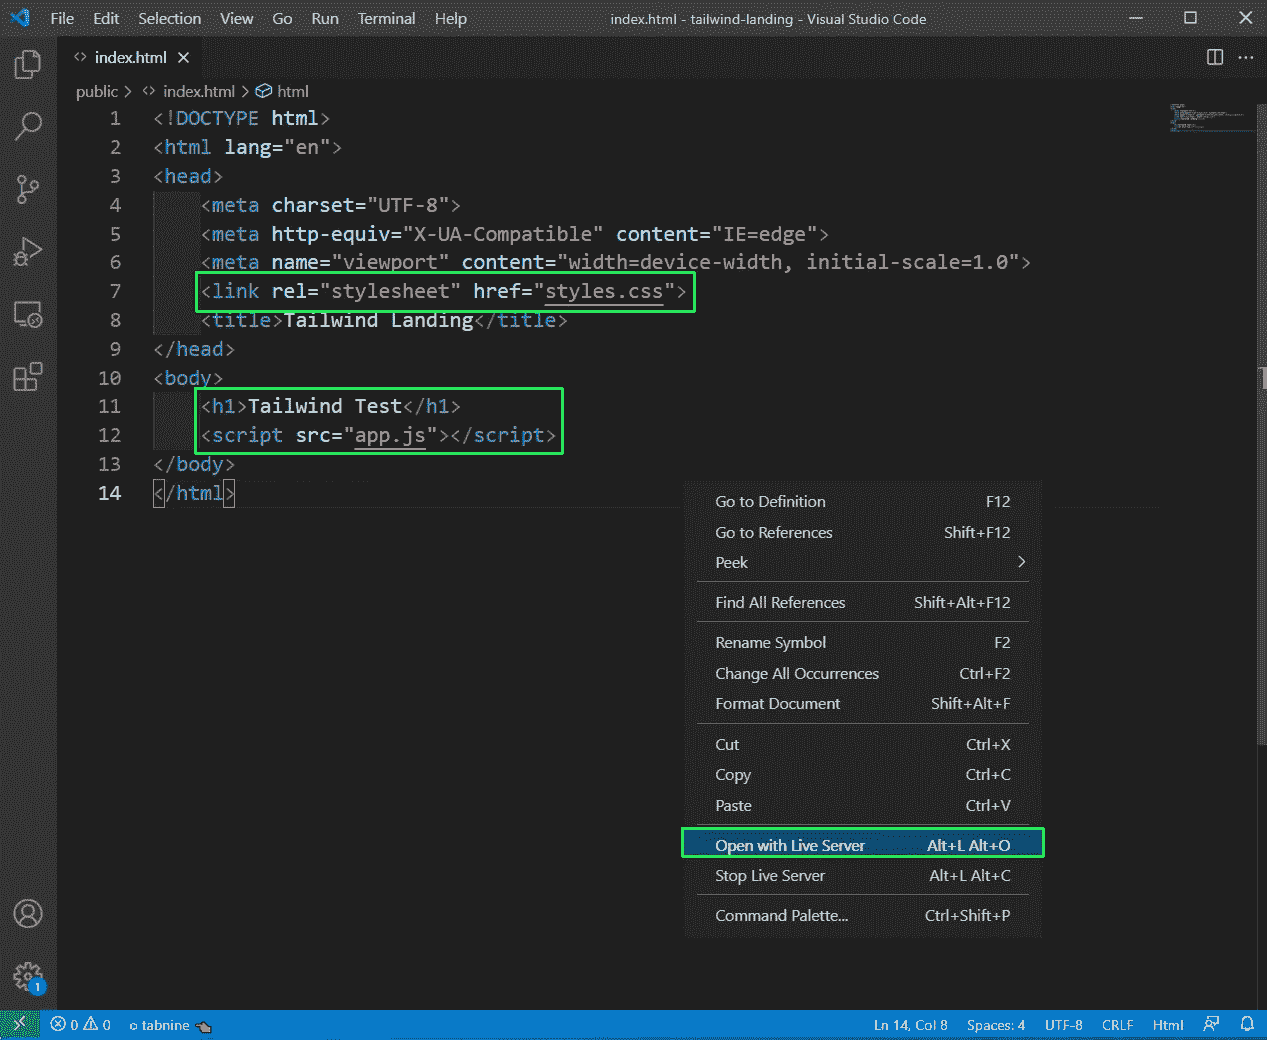 File Edit Selection View Go Run Terminal Help index.html - tailwind-landing - Visual Studio Code
index.html
public > index.html > html
1 <!DOCTYPE html>
2 <html lang="en">
3 <head>
4 <meta charset="UTF-8">
5 <meta http-equiv="X-UA-Compatible" content="IE=edge">
6 <meta name="viewport" content="width=device-width, initial-scale=1.0">
7 <link rel="stylesheet" href="styles.css">
8 <title>Tailwind Landing</title>
9 </head>
10 <body>
11 <h1>Tailwind Test</h1>
12 <script src="app.js"></script>
13 </body>
14 </html>
Go to Definition F12
Go to References Shift+F12
Peek >
Find All References Shift+Alt+F12
Rename Symbol F2
Change All Occurrences Ctrl+F2
Format Document Shift+Alt+F
Cut Ctrl+X
Copy Ctrl+C
Paste Ctrl+V
Open with Live Server Alt+L Alt+O
Stop Live Server Alt+L Alt+C
Command Palette... Ctrl+Shift+P
1
0 0 tabnine Ln 14, Col 8 Spaces: 4 UTF-8 CRLF Html